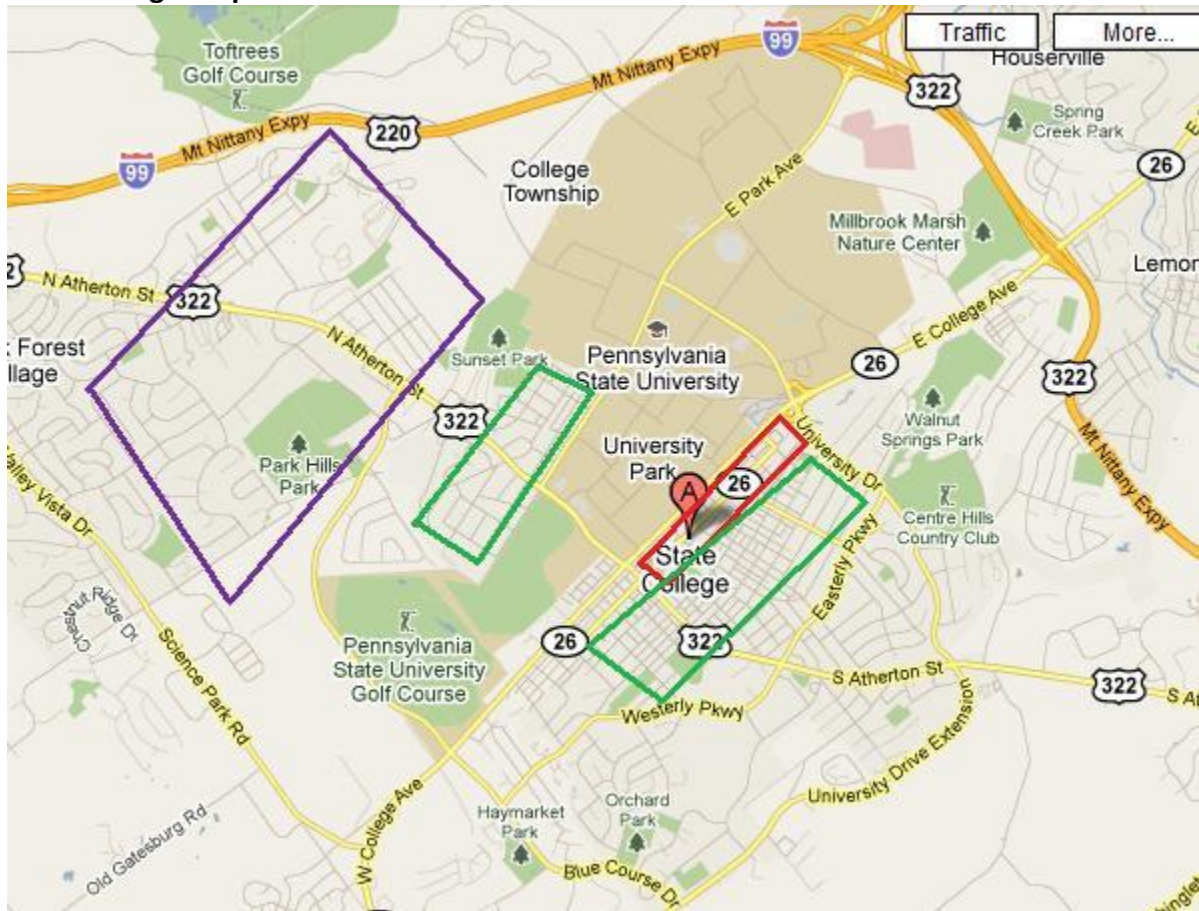 Traffic
More...
Toftrees
Golf Course
99
Mt Nittany Expy
Houserville
322
Mt Nittany Expy
220
Spring
Creek Park
99
College
Township
26
E Park Ave
Millbrook Marsh
Nature Center
Lemon
N Atherton St
322
Forest
llage
N Atherton St
Sunset Park
Pennsylvania
State University
E College Ave
26
322
322
Walnut
Springs Park
Mt Nittany Expy
University Dr
University
Park
Park Hills
Park
A
26
Valley Vista Dr
Centre Hills
Country Club
State
College
Easterly Pkwy
Chestnut Ridge Dr
Pennsylvania
State University
Golf Course
26
322
S Atherton St
322
Science Park Rd
Westerly Pkwy
University Drive Extension
Haymarket
Park
Orchard
Park
W College Ave
Old Gatesburg Rd
Blue Course Dr